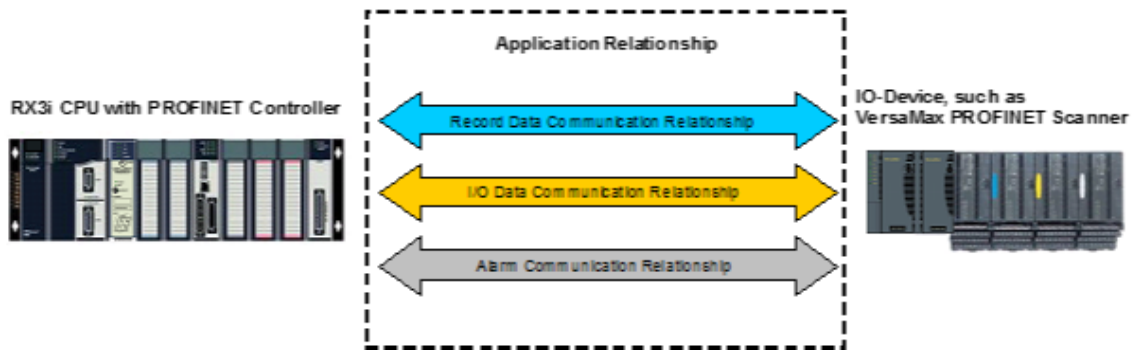 Application Relationship
RX3i CPU with PROFINET Controller
IO-Device, such as
VersaMax PROFINET Scanner
Record Data Communication Relationship
I/O Data Communication Relationship
Alarm Communication Relationship